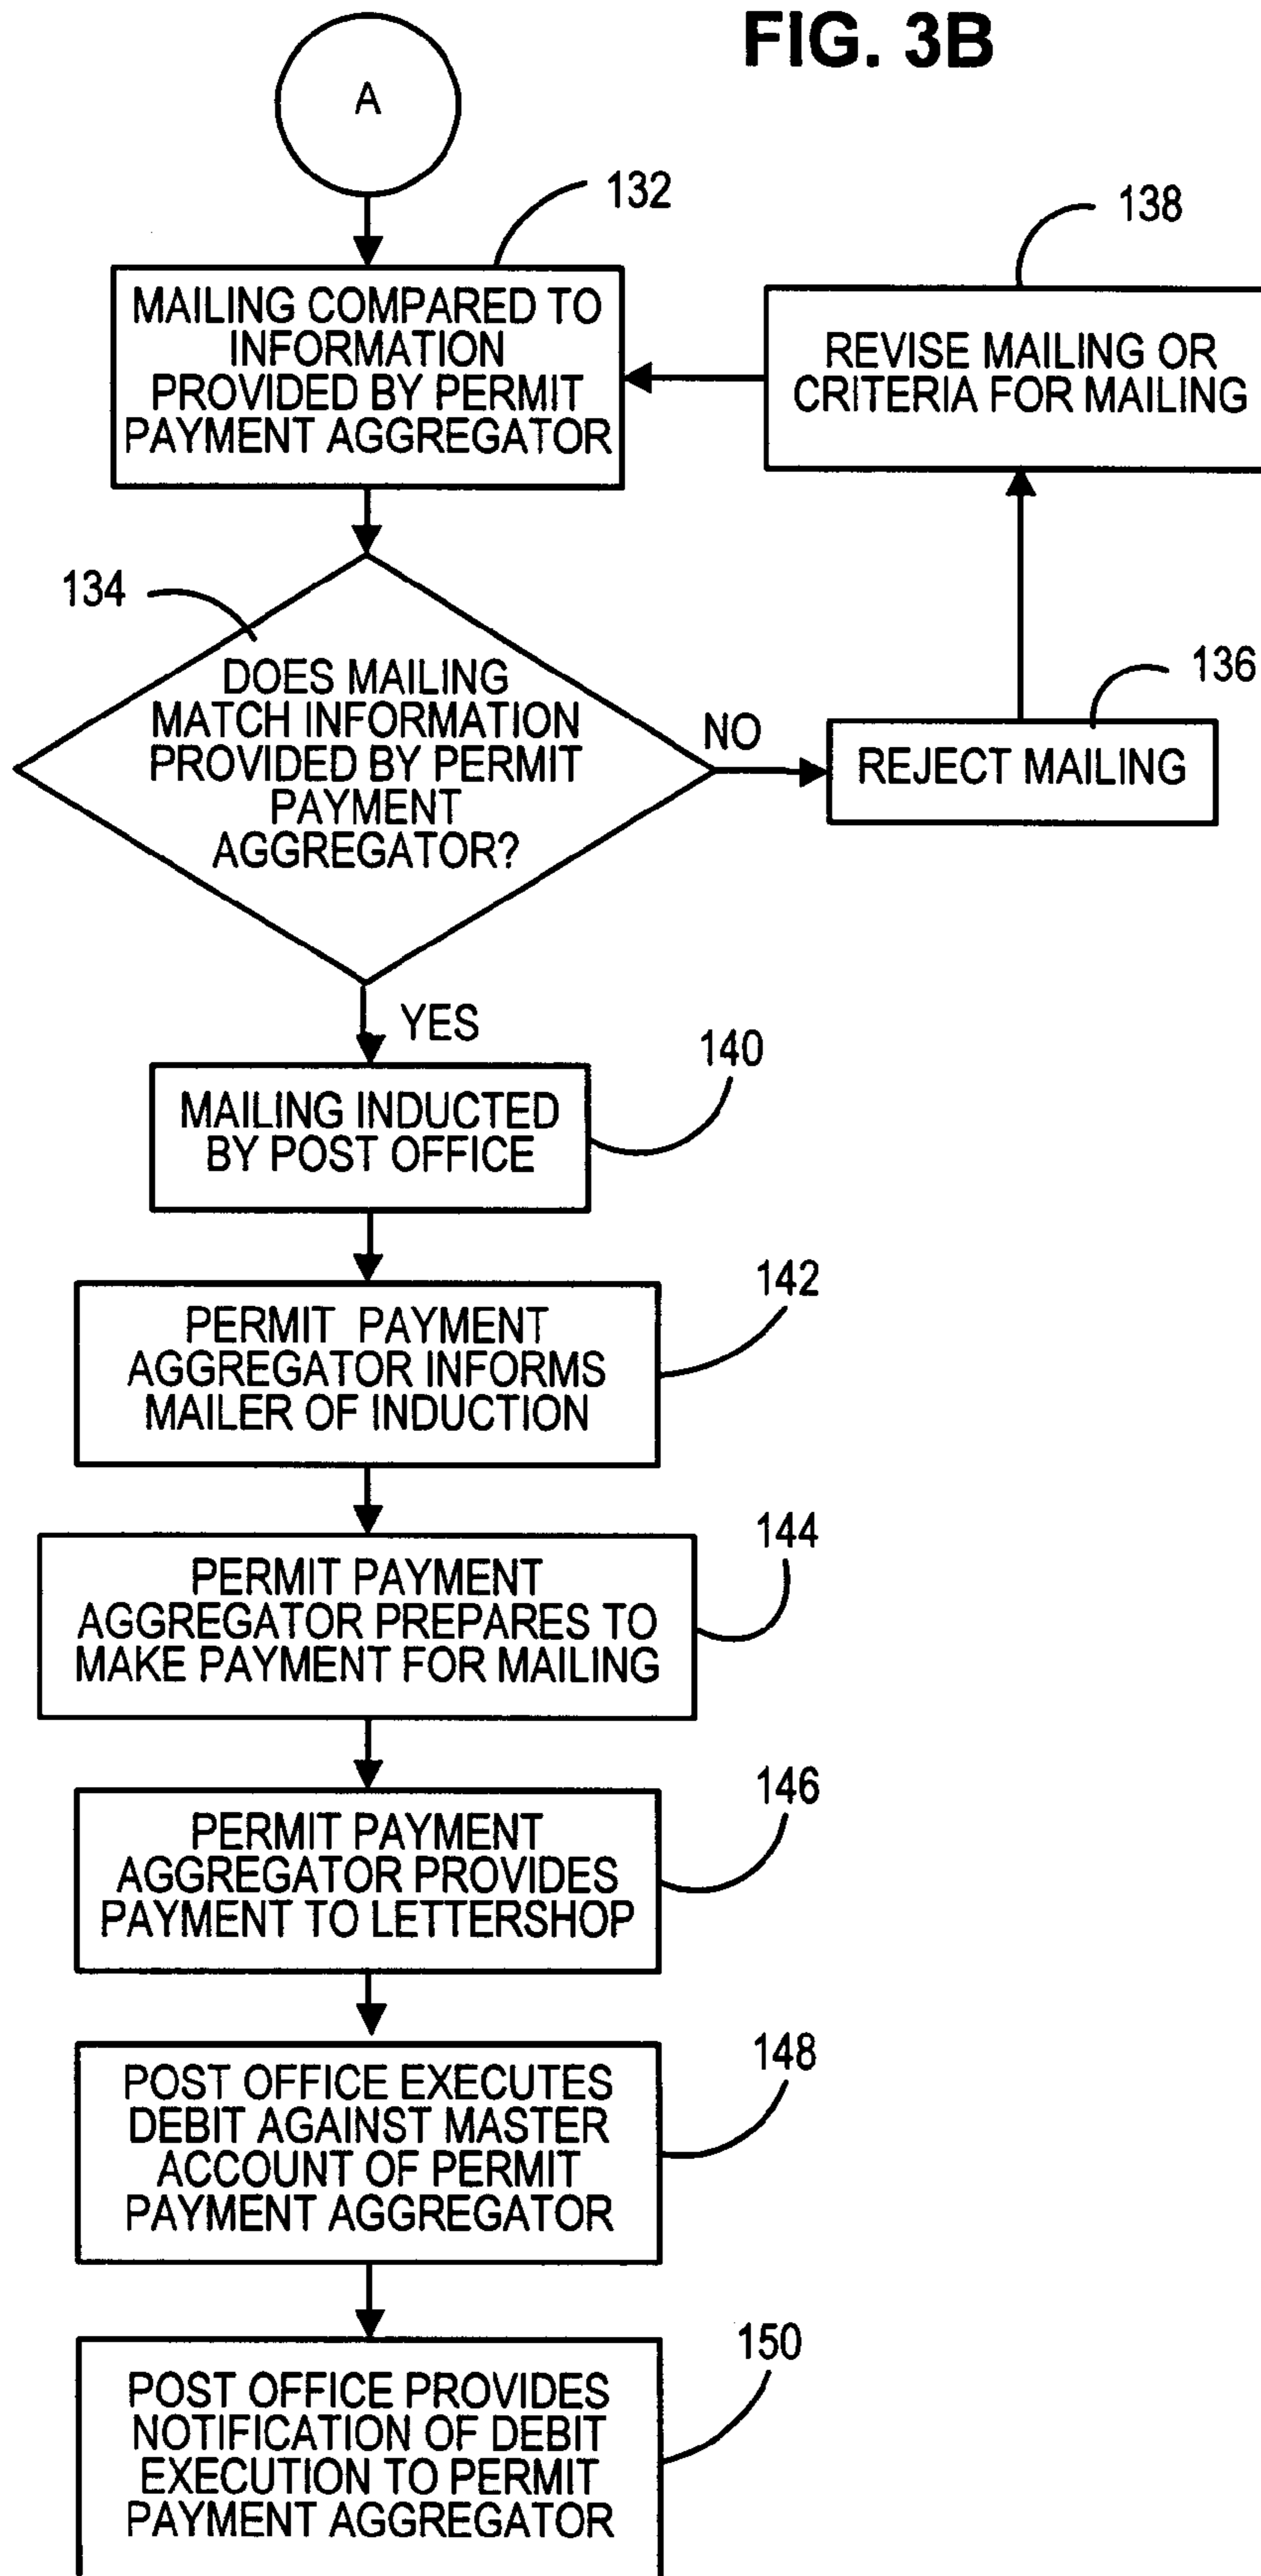 FIG. 3B
A
132
138
MAILING COMPARED TO
INFORMATION
PROVIDED BY PERMIT
PAYMENT AGGREGATOR
REVISE MAILING OR
CRITERIA FOR MAILING
134
136
DOES MAILING
MATCH INFORMATION
PROVIDED BY PERMIT
PAYMENT
AGGREGATOR?
NO
REJECT MAILING
YES
140
MAILING INDUCTED
BY POST OFFICE
142
PERMIT PAYMENT
AGGREGATOR INFORMS
MAILER OF INDUCTION
144
PERMIT PAYMENT
AGGREGATOR PREPARES TO
MAKE PAYMENT FOR MAILING
146
PERMIT PAYMENT
AGGREGATOR PROVIDES
PAYMENT TO LETTERSHOP
148
POST OFFICE EXECUTES
DEBIT AGAINST MASTER
ACCOUNT OF PERMIT
PAYMENT AGGREGATOR
150
POST OFFICE PROVIDES
NOTIFICATION OF DEBIT
EXECUTION TO PERMIT
PAYMENT AGGREGATOR